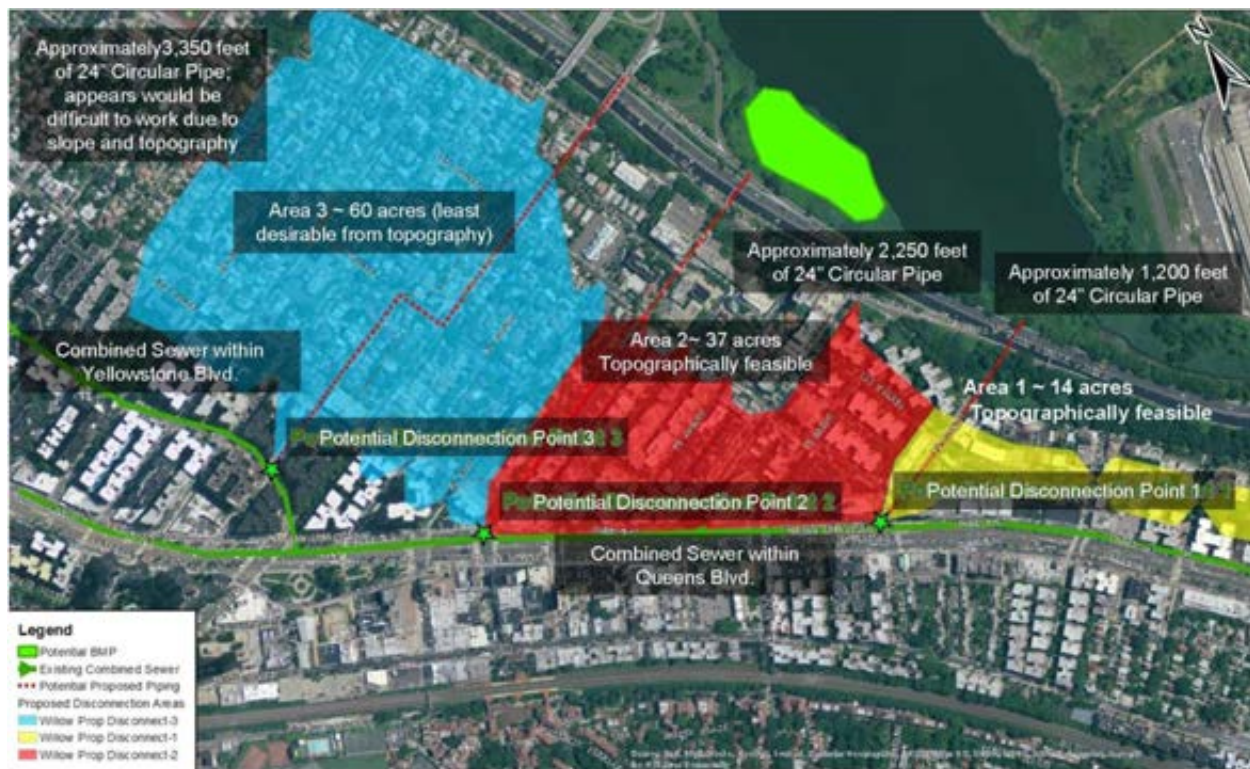 Approximately3,350 feet
of 24" Circular Pipe;
appears would be
difficult to work due to
slope and topography
N
Area 3 ~ 60 acres (least
desirable from topography)
Approximately 2,250 feet
of 24" Circular Pipe
Approximately 1,200 feet
of 24" Circular Pipe
Combined Sewer within
Yellowstone Blvd.
Area 2~ 37 acres
Topographically feasible
Area 1 ~ 14 acres
Topographically feasible
Potential Disconnection Point 3
Potential Disconnection Point 2
Potential Disconnection Point 1
Combined Sewer within
Queens Blvd.
Legend
Potential BMP
Existing Combined Sewer
Potential Proposed Piping
Proposed Disconnection Areas
Willow Prop Disconnect-3
Willow Prop Disconnect-1
Willow Prop Disconnect-2